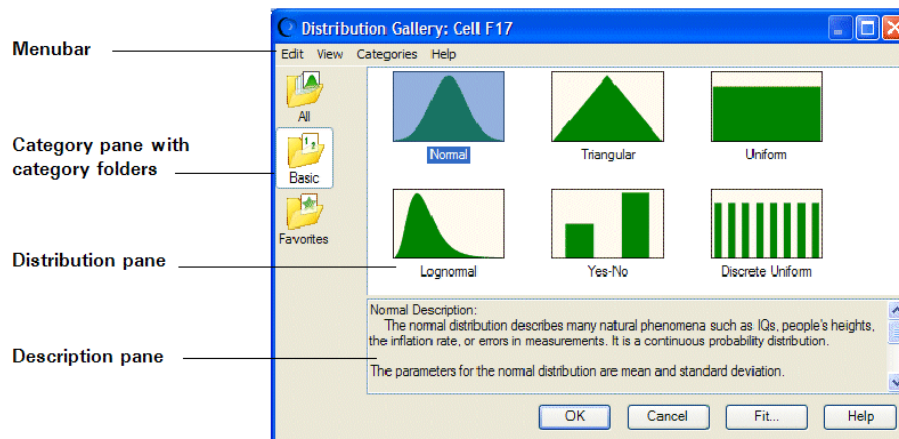 Distribution Gallery: Cell F17
Menubar
Edit View Categories Help
All
Category pane with
category folders
Basic
Favorites
Normal
Triangular
Uniform
Distribution pane
Lognormal
Yes-No
Discrete Uniform
Description pane
Normal Description:
The normal distribution describes many natural phenomena such as IQs, people's heights,
the inflation rate, or errors in measurements. It is a continuous probability distribution.
The parameters for the normal distribution are mean and standard deviation.
OK Cancel Fit... Help